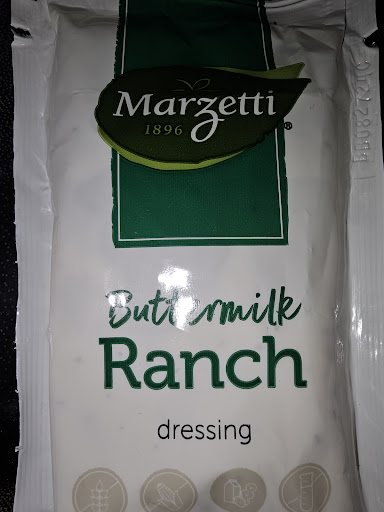 Marzetti
1896
®
Buttermilk
Ranch
dressing